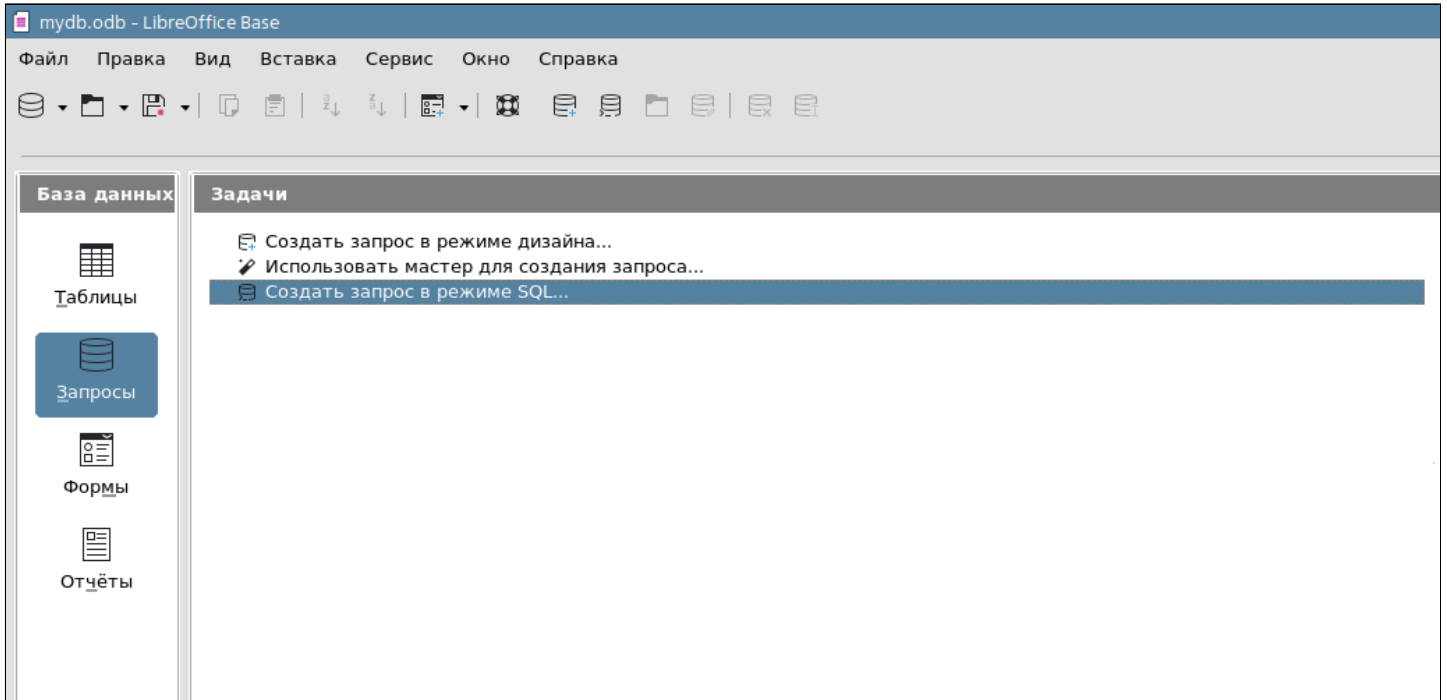 mydb.odb - LibreOffice Base
Файл Правка Вид Вставка Сервис Окно Справка
База данных
Задачи
Создать запрос в режиме дизайна...
Использовать мастер для создания запроса...
Создать запрос в режиме SQL...
Таблицы
Запросы
Формы
Отчёты